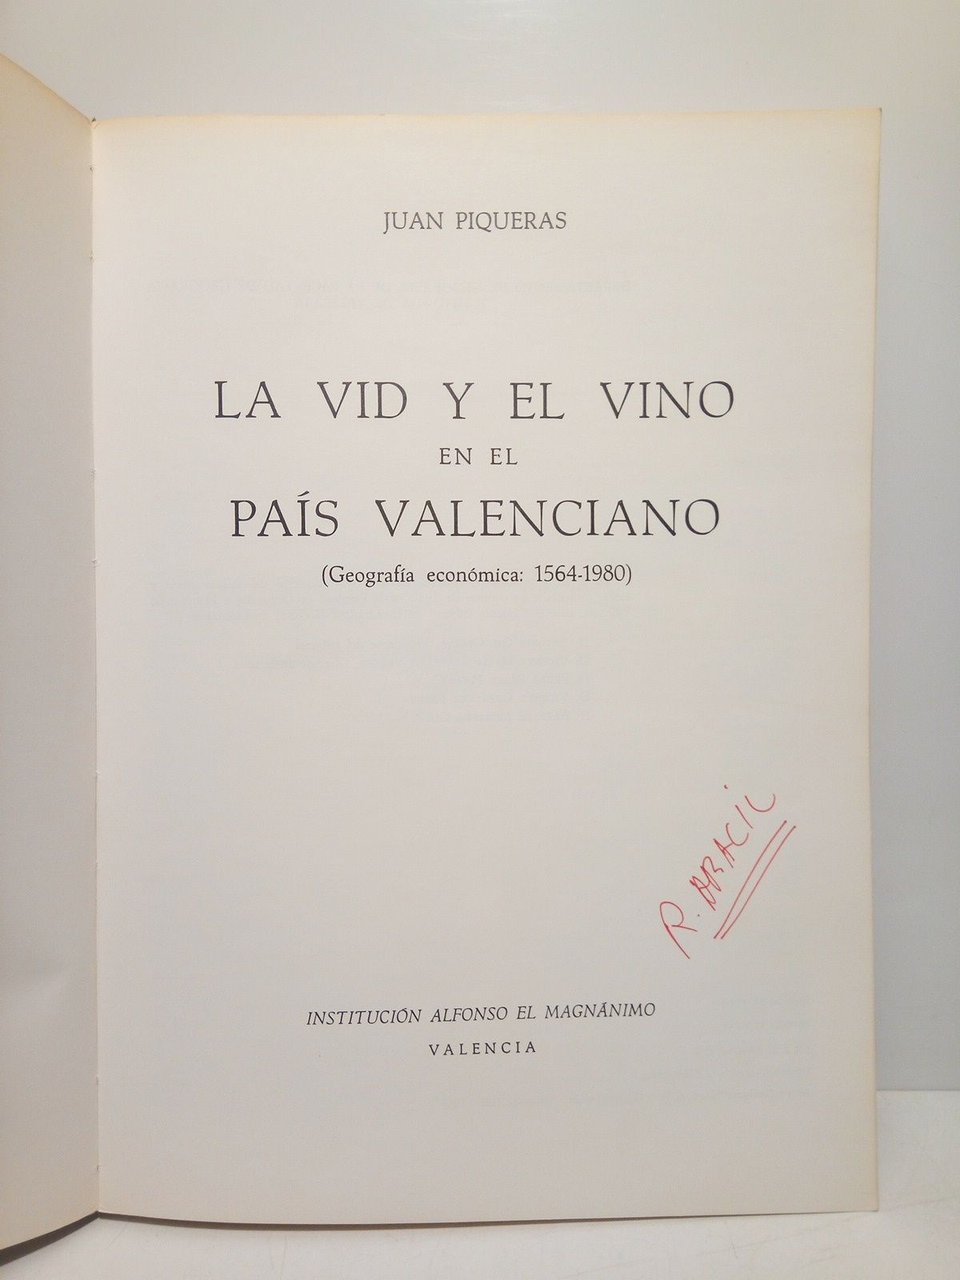 JUAN PIQUERAS
LA VID Y EL VINO
EN EL
PAÍS VALENCIANO
(Geografía económica: 1564-1980)
R. ABACIL
INSTITUCIÓN ALFONSO EL MAGNÁNIMO
VALENCIA